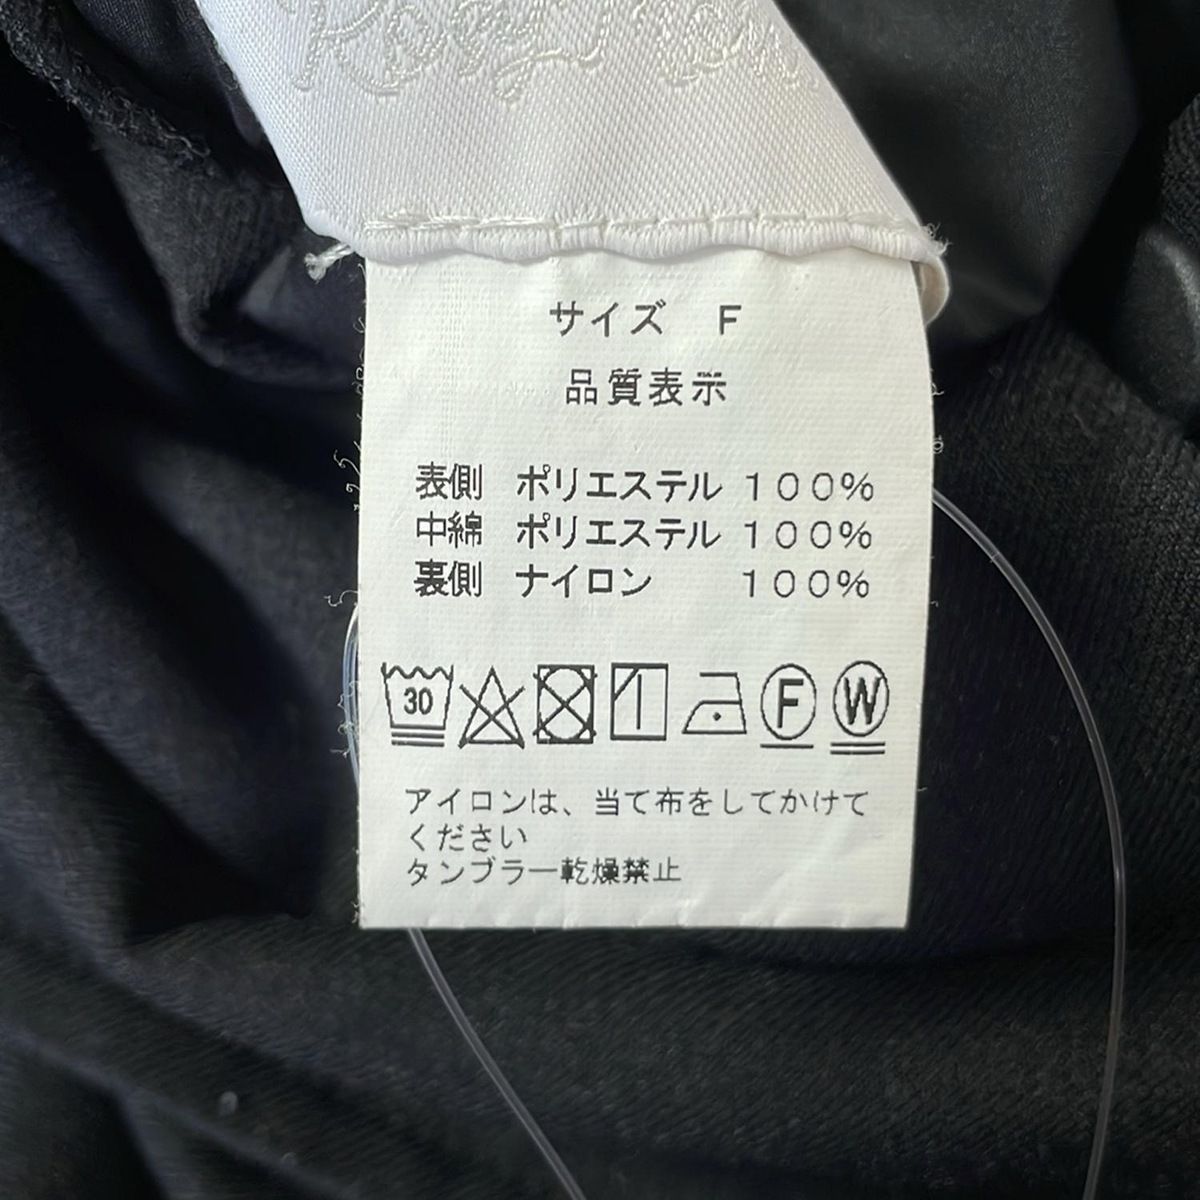 サイズ F
品質表示
表側 ポリエステル 100%
中綿 ポリエステル 100%
裏側 ナイロン 100%
30 F W
アイロンは、当て布をしてかけて
ください
タンブラー乾燥禁止